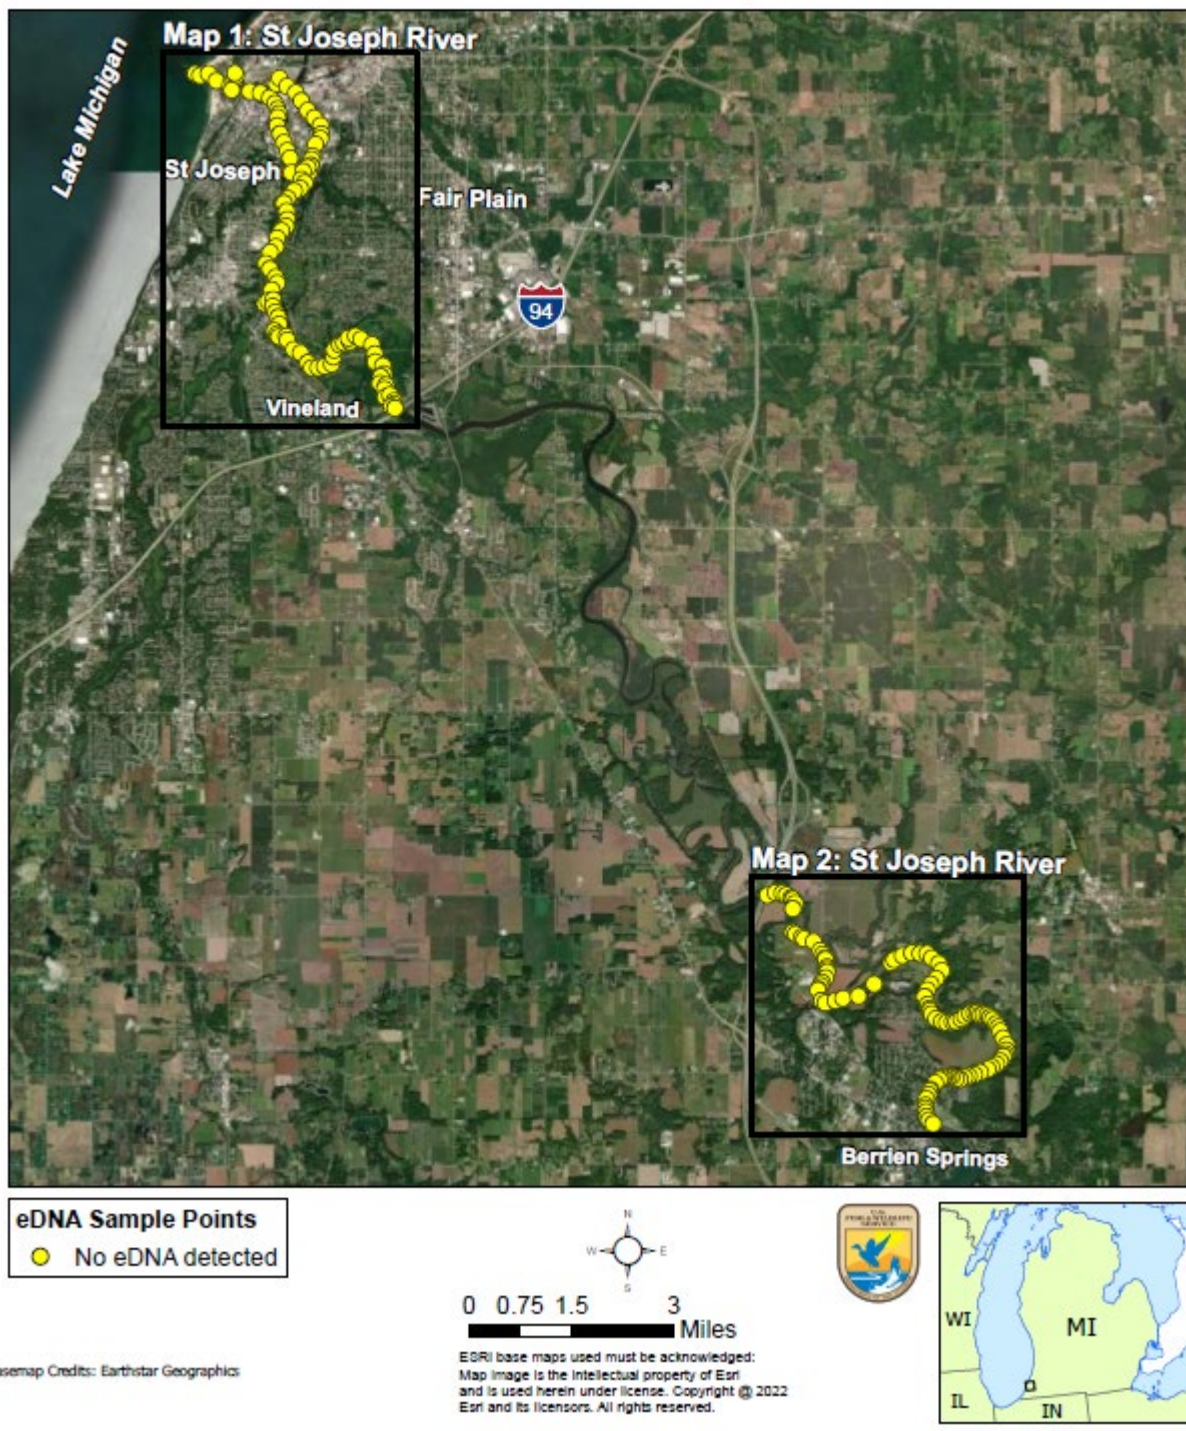 Map 1: St Joseph River
Lake Michigan
St Joseph
Fair Plain
94
Vineland
Map 2: St Joseph River
Berrien Springs
eDNA Sample Points
No eDNA detected
N
W
E
S
0 0.75 1.5 3
Miles
asemap Credits: Earthstar Geographics
ESRI base maps used must be acknowledged:
Map image is the intellectual property of Esri
and is used herein under license. Copyright @ 2022
Esri and its licensors. All rights reserved.
U.S.
FISH & WILDLIFE
SERVICE
WI
MI
IL
IN